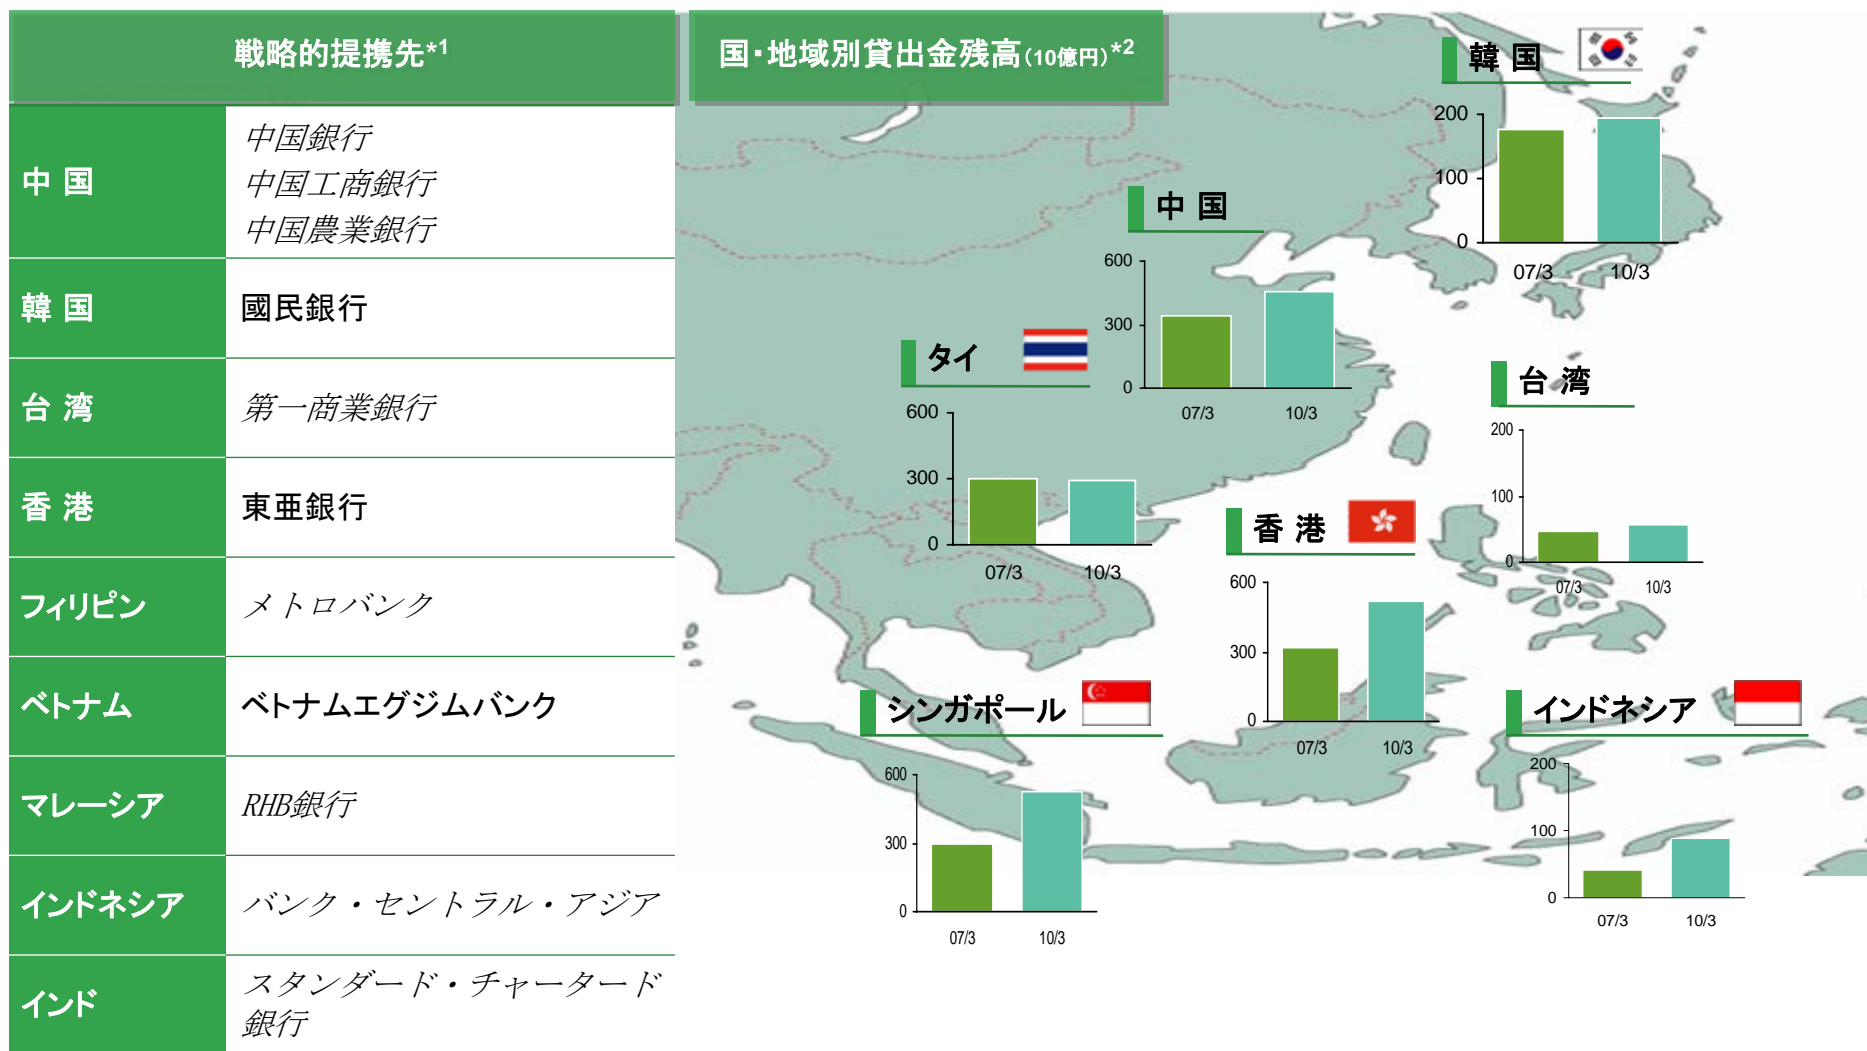 戦略的提携先*1
中 国
中国銀行
中国工商銀行
中国農業銀行
韓 国
國民銀行
台 湾
第一商業銀行
香 港
東亜銀行
フィリピン
メトロバンク
ベトナム
ベトナムエグジムバンク
マレーシア
RHB銀行
インドネシア
バンク・セントラル・アジア
インド
スタンダード・チャータード
銀行
国・地域別貸出金残高（10億円）*2
韓 国
200
100
0
07/3 10/3
中 国
600
300
0
07/3 10/3
タイ
600
300
0
07/3 10/3
台 湾
200
100
0
07/3 10/3
香 港
600
300
0
07/3 10/3
シンガポール
600
300
0
07/3 10/3
インドネシア
200
100
0
07/3 10/3